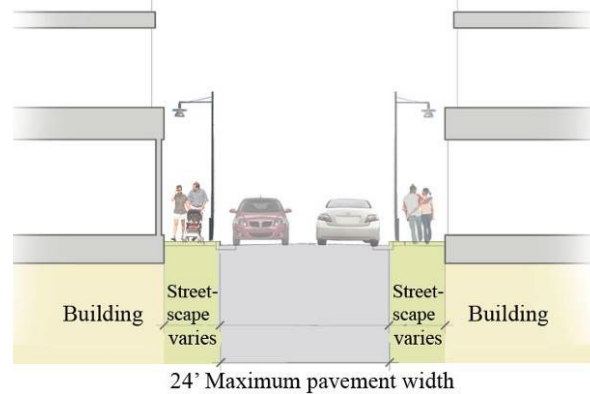 Building
Street-
scape
varies
Street-
scape
varies
Building
24’ Maximum pavement width